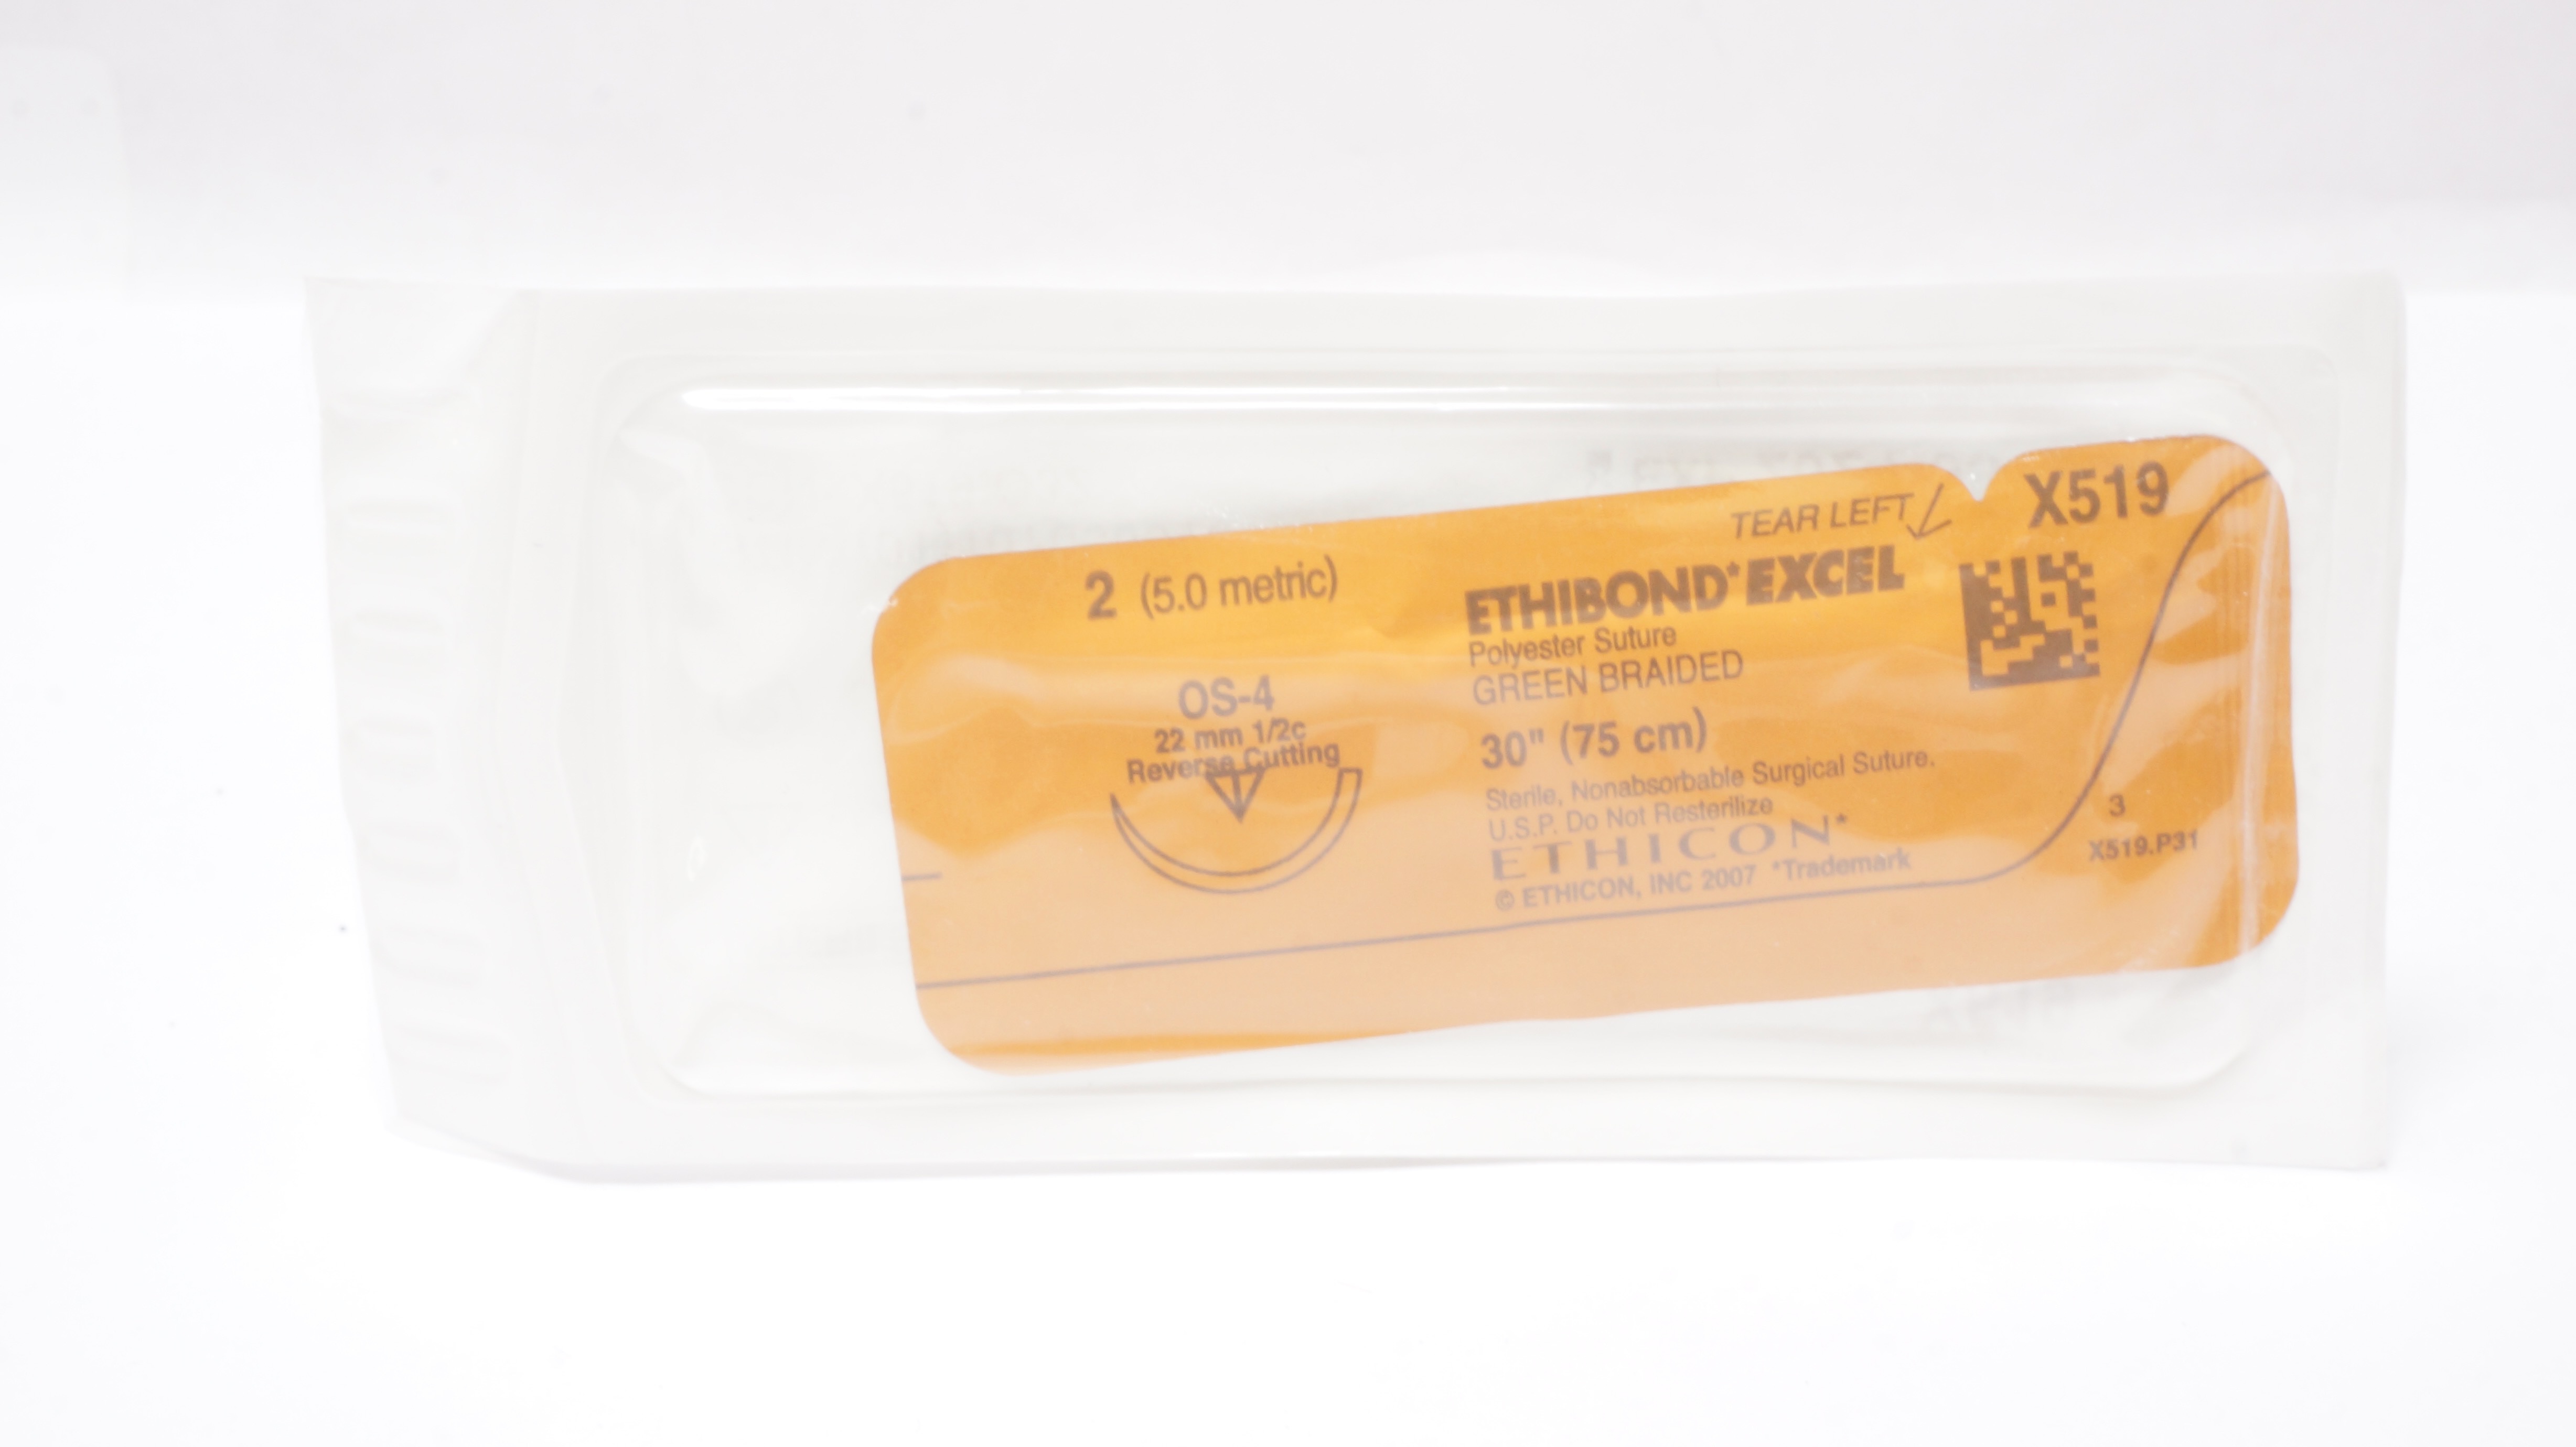 TEAR LEFT
X519
2 (5.0 metric)
ETHIBOND*EXCEL
Polyester Suture
GREEN BRAIDED
OS-4
22 mm 1/2c
Reverse Cutting
30" (75 cm)
Sterile, Nonabsorbable Surgical Suture.
U.S.P. Do Not Resterilize
ETHICON*
© ETHICON, INC 2007 *Trademark
3
X519.P31